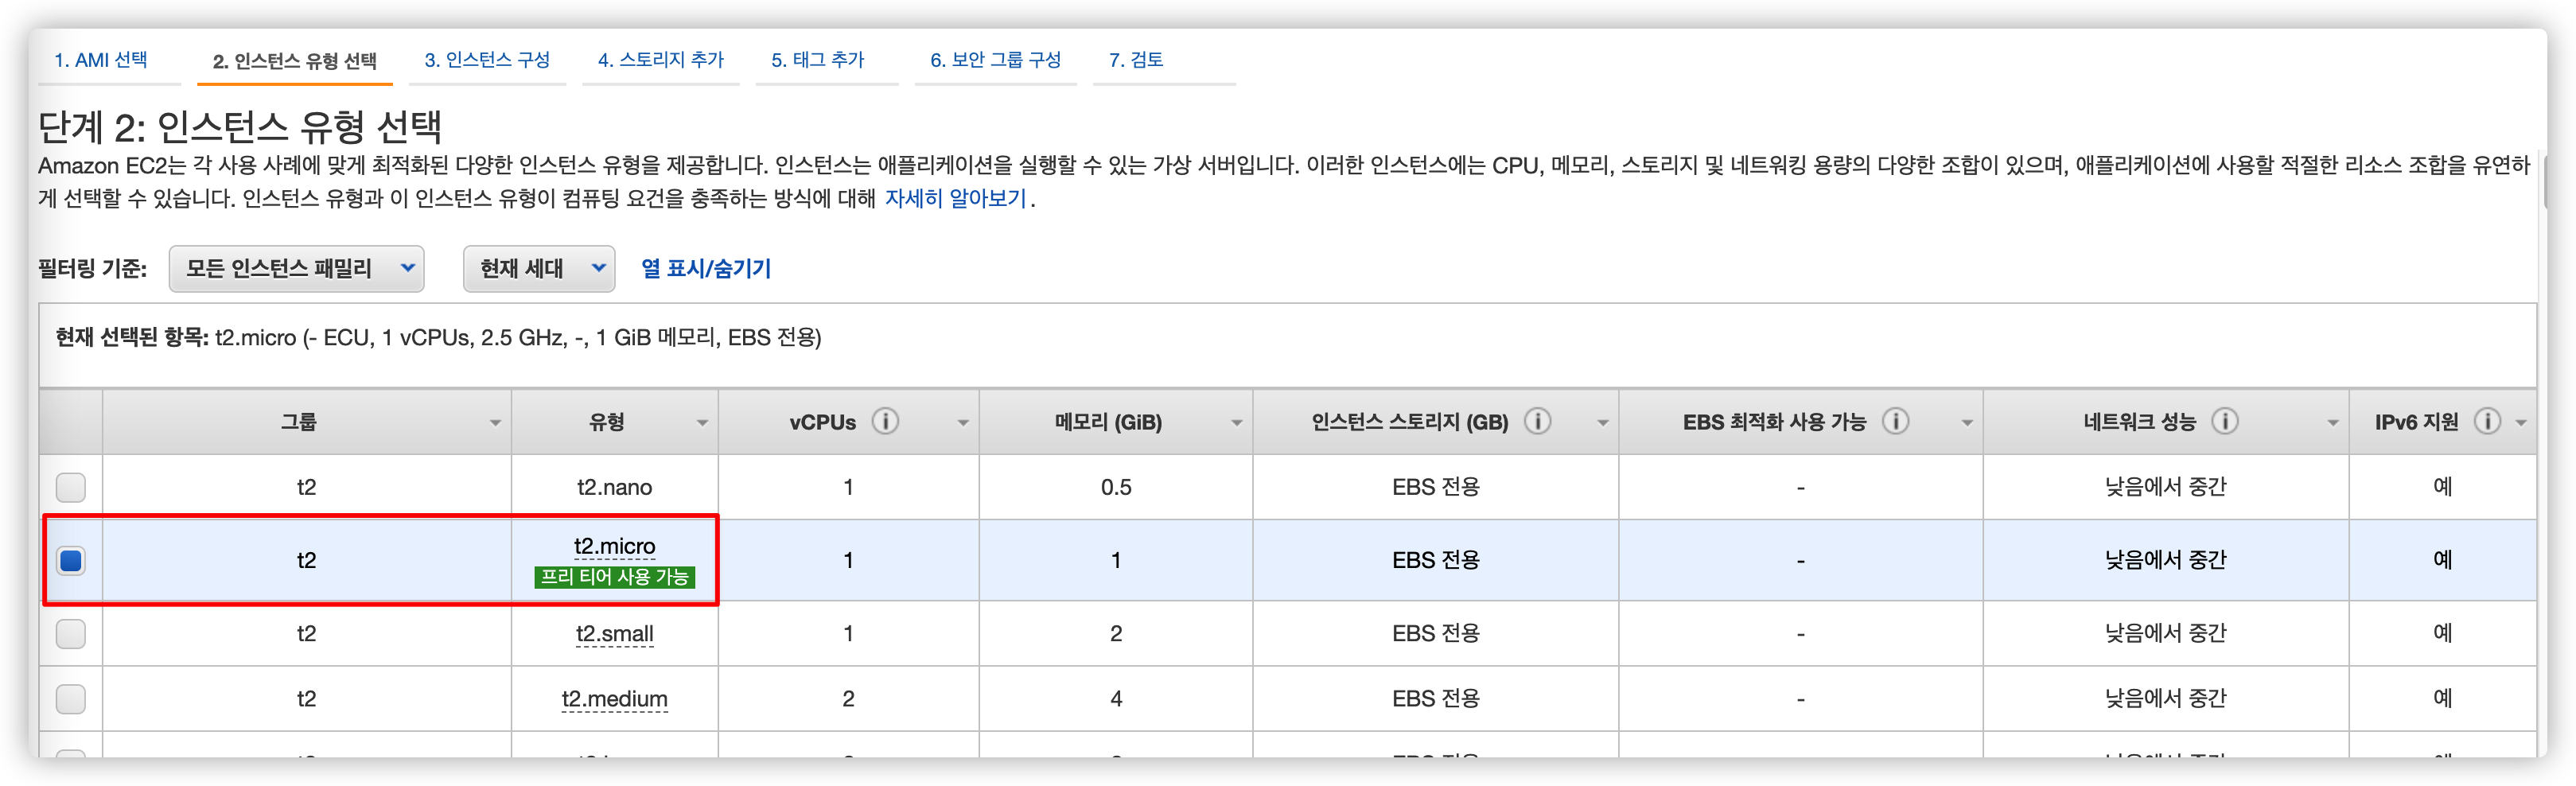 1. AMI 선택 2. 인스턴스 유형 선택 3. 인스턴스 구성 4. 스토리지 추가 5. 태그 추가 6. 보안 그룹 구성 7. 검토
단계 2: 인스턴스 유형 선택
Amazon EC2는 각 사용 사례에 맞게 최적화된 다양한 인스턴스 유형을 제공합니다. 인스턴스는 애플리케이션을 실행할 수 있는 가상 서버입니다. 이러한 인스턴스에는 CPU, 메모리, 스토리지 및 네트워킹 용량의 다양한 조합이 있으며, 애플리케이션에 사용할 적절한 리소스 조합을 유연하
게 선택할 수 있습니다. 인스턴스 유형과 이 인스턴스 유형이 컴퓨팅 요건을 충족하는 방식에 대해 자세히 알아보기.
필터링 기준: 모든 인스턴스 패밀리 현재 세대 열 표시/숨기기
현재 선택된 항목: t2.micro (- ECU, 1 vCPUs, 2.5 GHz, -, 1 GiB 메모리, EBS 전용)
그룹 유형 vCPUs 메모리 (GiB) 인스턴스 스토리지 (GB) EBS 최적화 사용 가능 네트워크 성능 IPv6 지원
t2 t2.nano 1 0.5 EBS 전용 - 낮음에서 중간 예
t2 t2.micro 1 1 EBS 전용 - 낮음에서 중간 예
프리 티어 사용 가능
t2 t2.small 1 2 EBS 전용 - 낮음에서 중간 예
t2 t2.medium 2 4 EBS 전용 - 낮음에서 중간 예